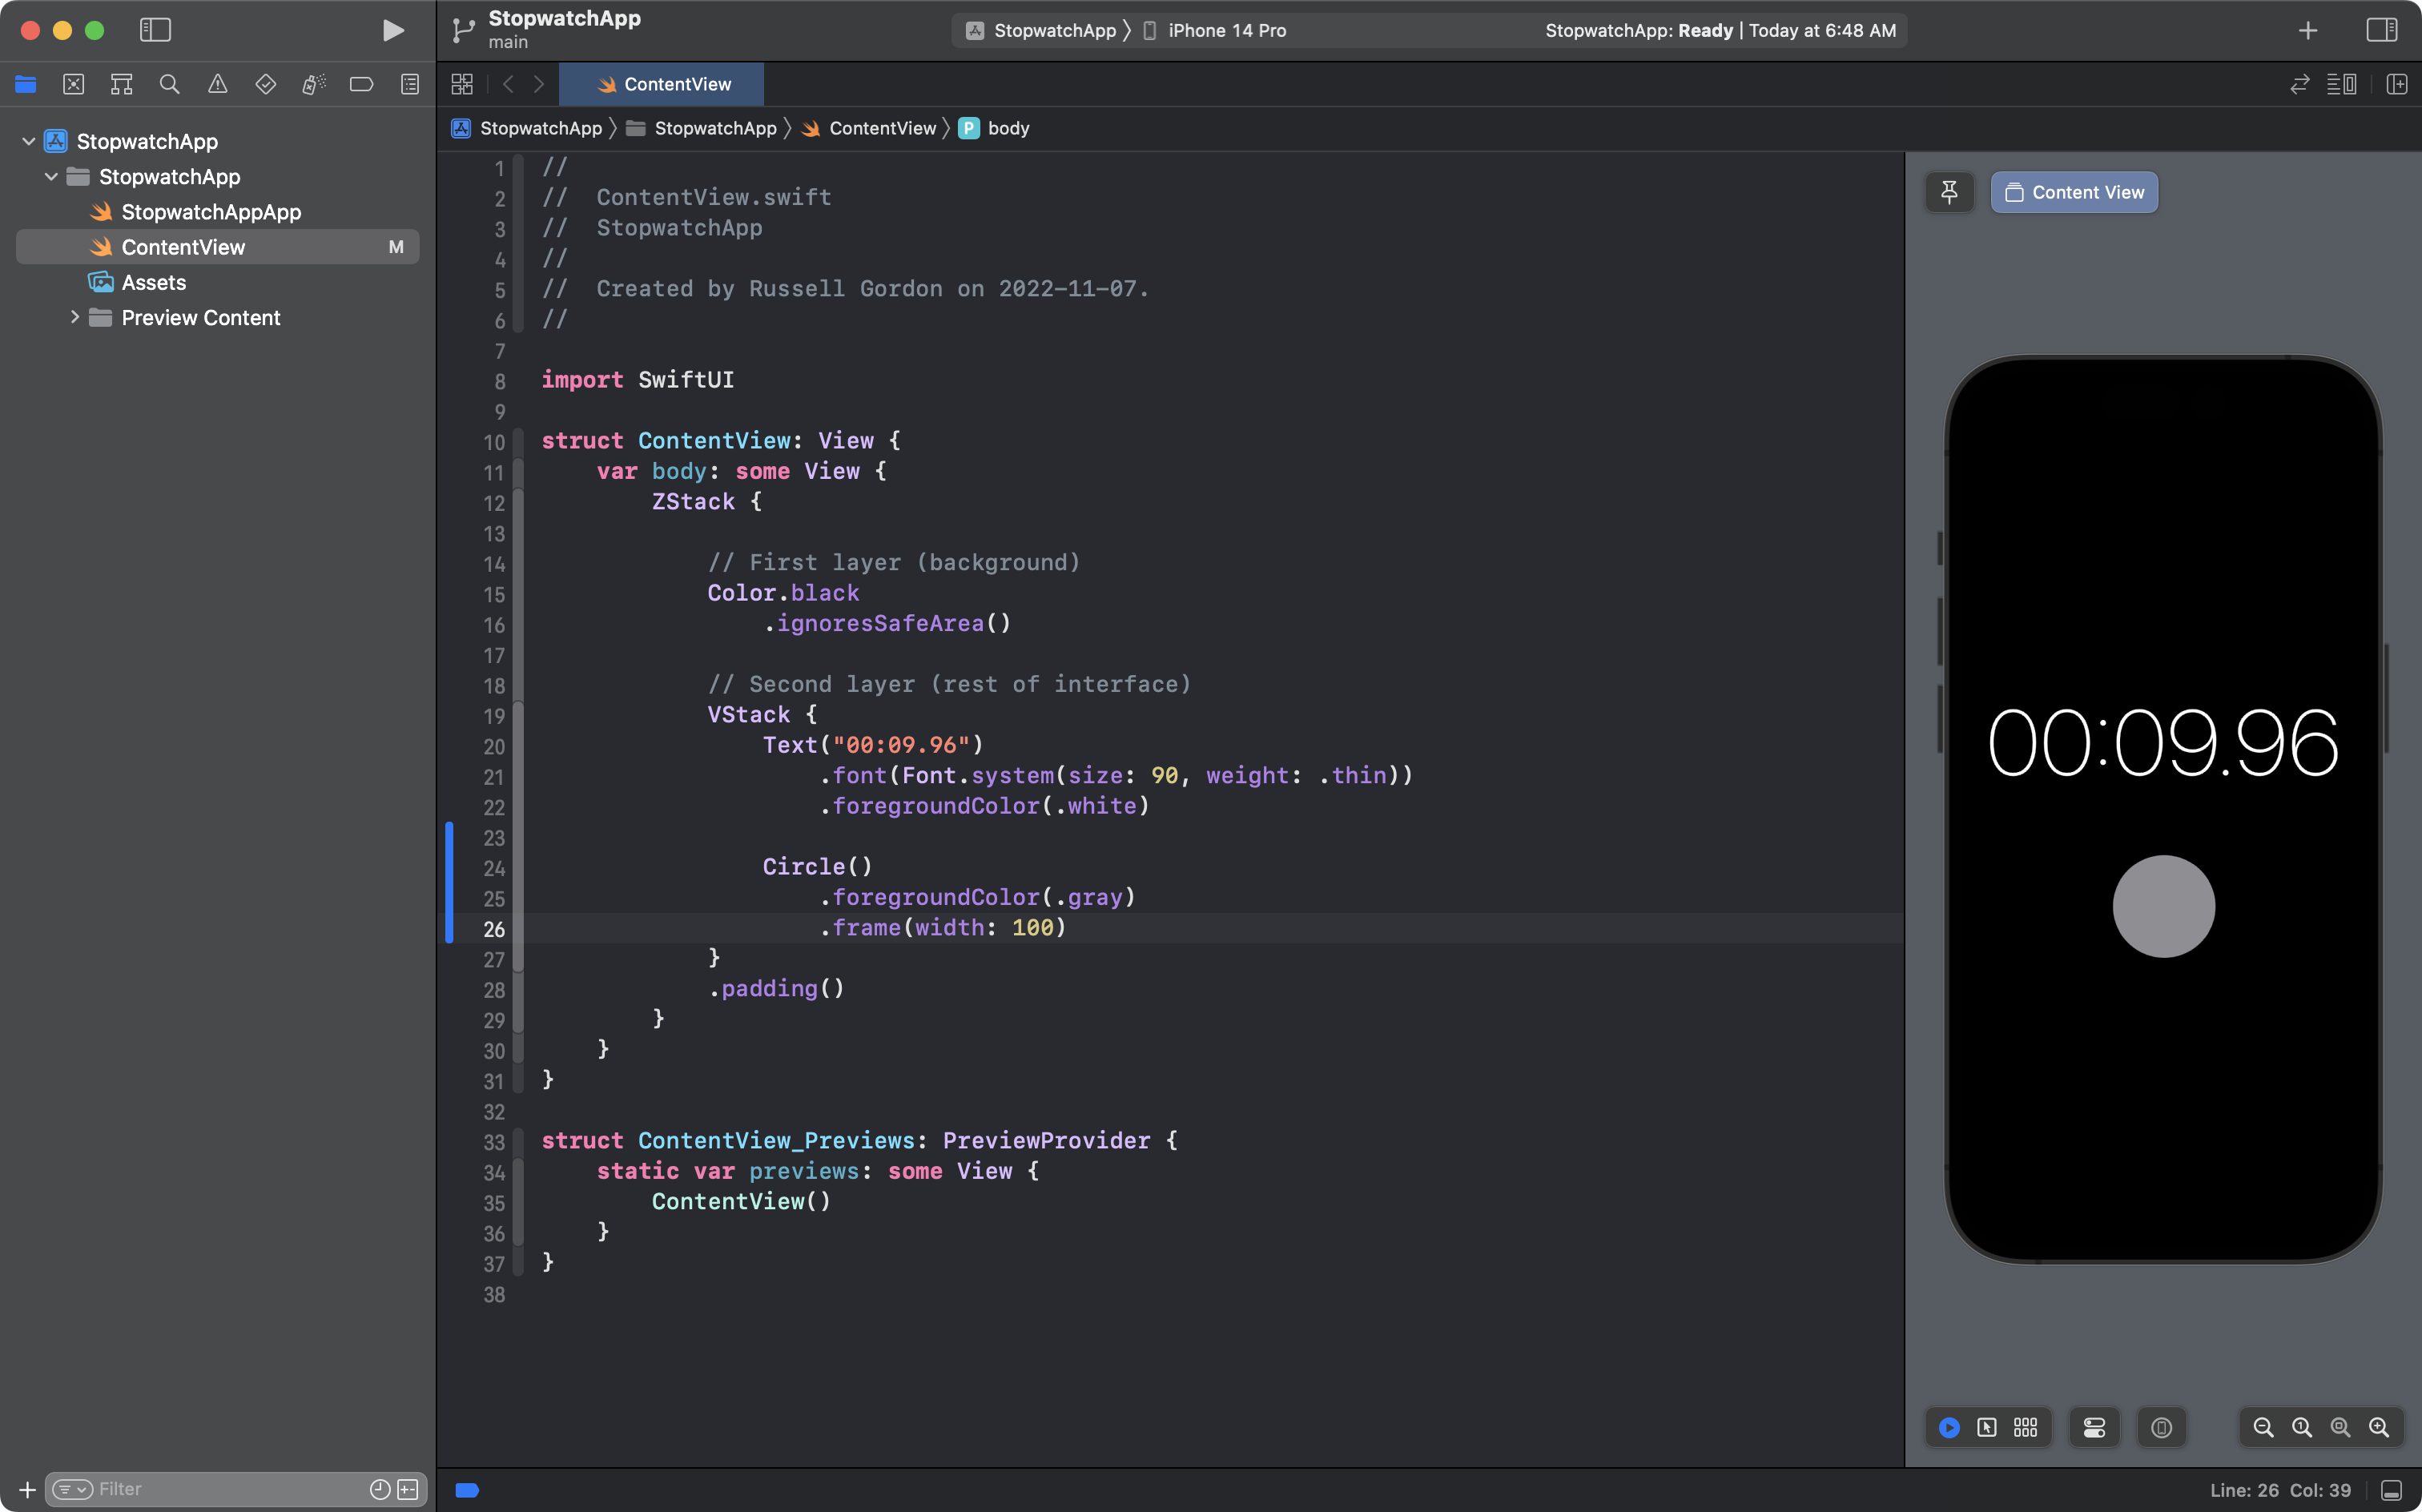 StopwatchApp
main
StopwatchApp 〉 iPhone 14 Pro
StopwatchApp: Ready | Today at 6:48 AM
ContentView
StopwatchApp 〉 StopwatchApp 〉 ContentView 〉 P body
StopwatchApp
StopwatchApp
StopwatchAppApp
ContentView M
Assets
Preview Content
Filter
1 //
2 //  ContentView.swift
3 //  StopwatchApp
4 //
5 //  Created by Russell Gordon on 2022-11-07.
6 //
7
8 import SwiftUI
9
10 struct ContentView: View {
11     var body: some View {
12         ZStack {
13
14             // First layer (background)
15             Color.black
16                 .ignoresSafeArea()
17
18             // Second layer (rest of interface)
19             VStack {
20                 Text("00:09.96")
21                     .font(Font.system(size: 90, weight: .thin))
22                     .foregroundColor(.white)
23
24                 Circle()
25                     .foregroundColor(.gray)
26                     .frame(width: 100)
27             }
28             .padding()
29         }
30     }
31 }
32
33 struct ContentView_Previews: PreviewProvider {
34     static var previews: some View {
35         ContentView()
36     }
37 }
38
Content View
00:09.96
Line: 26 Col: 39